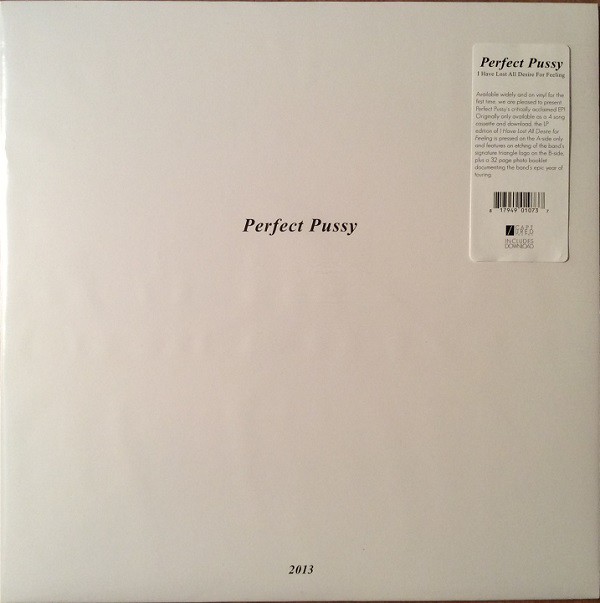 Perfect Pussy
I Have Lost All Desire For Feeling
Available widely and on vinyl for the
first time, we are pleased to present
Perfect Pussy's critically acclaimed EP!
Originally only available as a 4 song
cassette and download, the LP
edition of I Have Lost All Desire for
Feeling is pressed on the A-side only
and features an etching of the band's
signature triangle logo on the B-side,
plus a 32 page photo booklet
documenting the band's epic year of
touring.
8 17949 01073 7
INCLUDES
DOWNLOAD
Perfect Pussy
2013